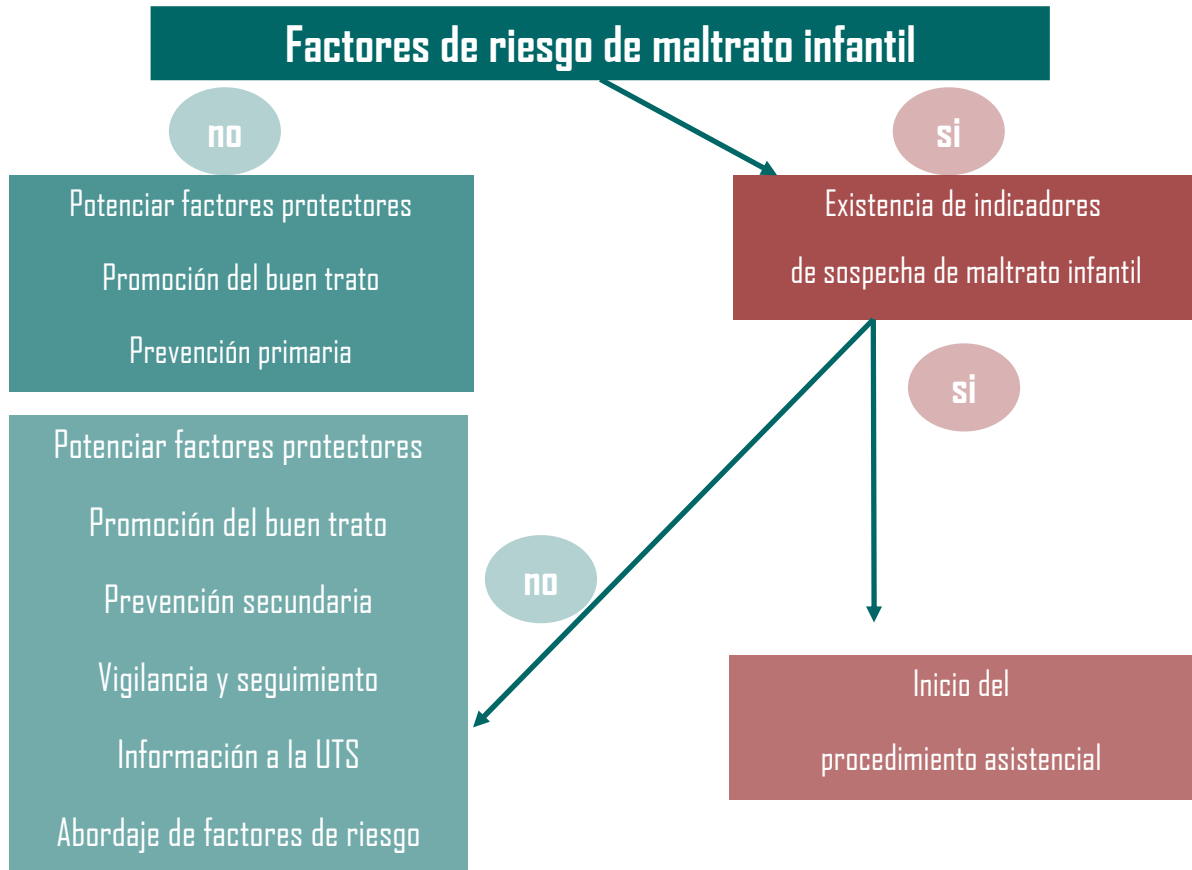 Factores de riesgo de maltrato infantil
no
si
Potenciar factores protectores
Promoción del buen trato
Prevención primaria
Existencia de indicadores
de sospecha de maltrato infantil
si
no
Potenciar factores protectores
Promoción del buen trato
Prevención secundaria
Vigilancia y seguimiento
Información a la UTS
Abordaje de factores de riesgo
Inicio del
procedimiento asistencial